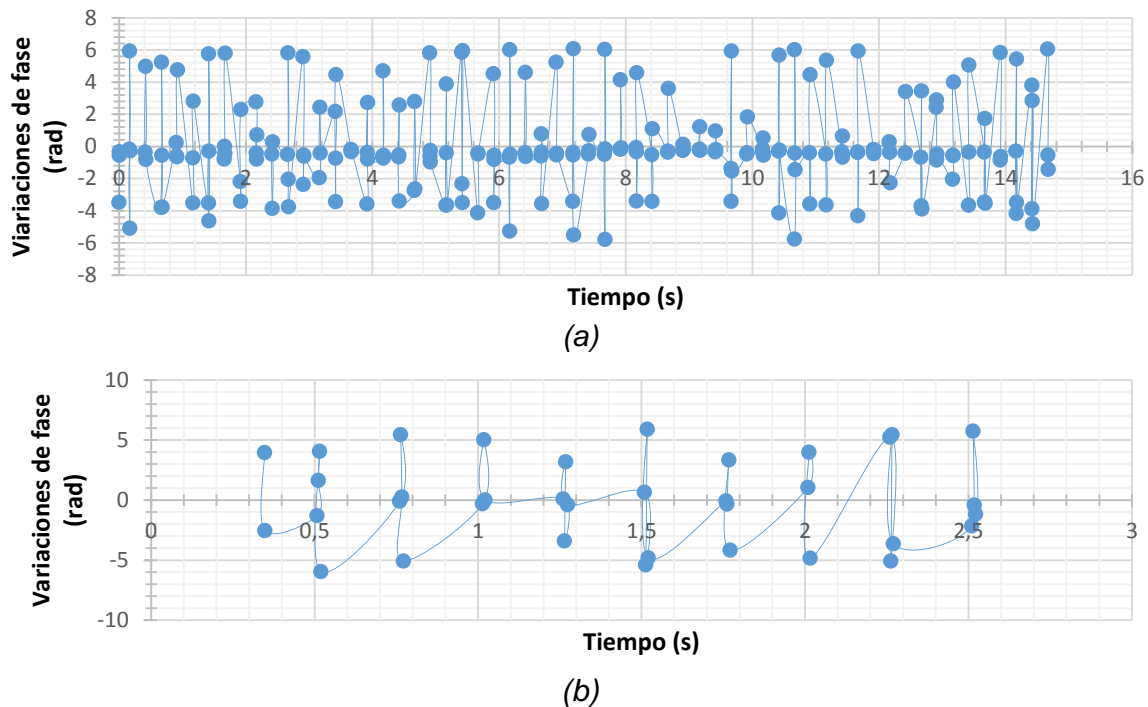 8
6
4
2
0
-2
-4
-6
-8
0 2 4 6 8 10 12 14 16
Viariaciones de fase
(rad)
Tiempo (s)
(a)
10
5
0
-5
-10
0 0,5 1 1,5 2 2,5 3
Variaciones de fase
(rad)
Tiempo (s)
(b)